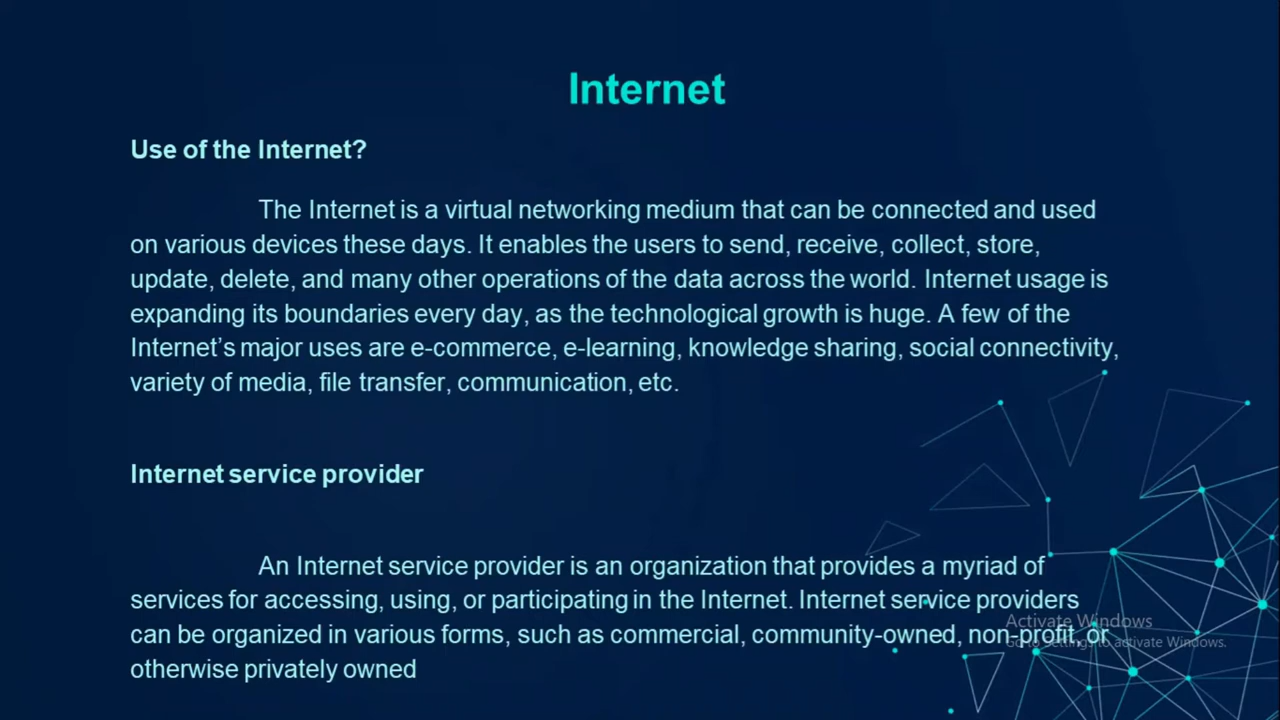 Internet
Use of the Internet?
The Internet is a virtual networking medium that can be connected and used
on various devices these days. It enables the users to send, receive, collect, store,
update, delete, and many other operations of the data across the world. Internet usage is
expanding its boundaries every day, as the technological growth is huge. A few of the
Internet's major uses are e-commerce, e-learning, knowledge sharing, social connectivity,
variety of media, file transfer, communication, etc.
Internet service provider
An Internet service provider is an organization that provides a myriad of
services for accessing, using, or participating in the Internet. Internet service providers
can be organized in various forms, such as commercial, community-owned, non-profit, or
otherwise privately owned
Activate Windows
Go to Settings to activate Windows.